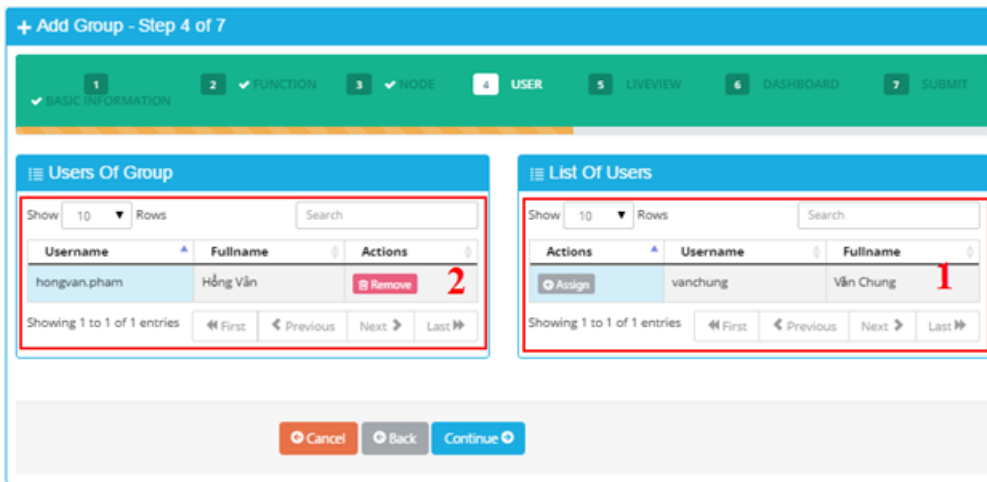 Add Group - Step 4 of 7
1 BASIC INFORMATION
2 FUNCTION
3 NODE
4 USER
5 LIVEVIEW
6 DASHBOARD
7 SUBMIT
Users Of Group
Show 10 Rows
Search
Username Fullname Actions
hongvan.pham Hồng Vân Remove
2
Showing 1 to 1 of 1 entries
First Previous Next Last
List Of Users
Show 10 Rows
Search
Actions Username Fullname
Assign vanchung Văn Chung
1
Showing 1 to 1 of 1 entries
First Previous Next Last
Cancel Back Continue